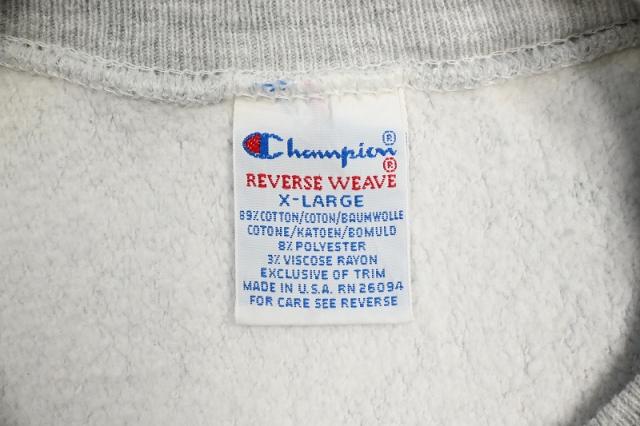 Champion®
REVERSE WEAVE®
X-LARGE
89% COTTON/COTON/BAUMWOLLE
COTONE/KATOEN/BOMULD
8% POLYESTER
3% VISCOSE RAYON
EXCLUSIVE OF TRIM
MADE IN U.S.A. RN 26094
FOR CARE SEE REVERSE